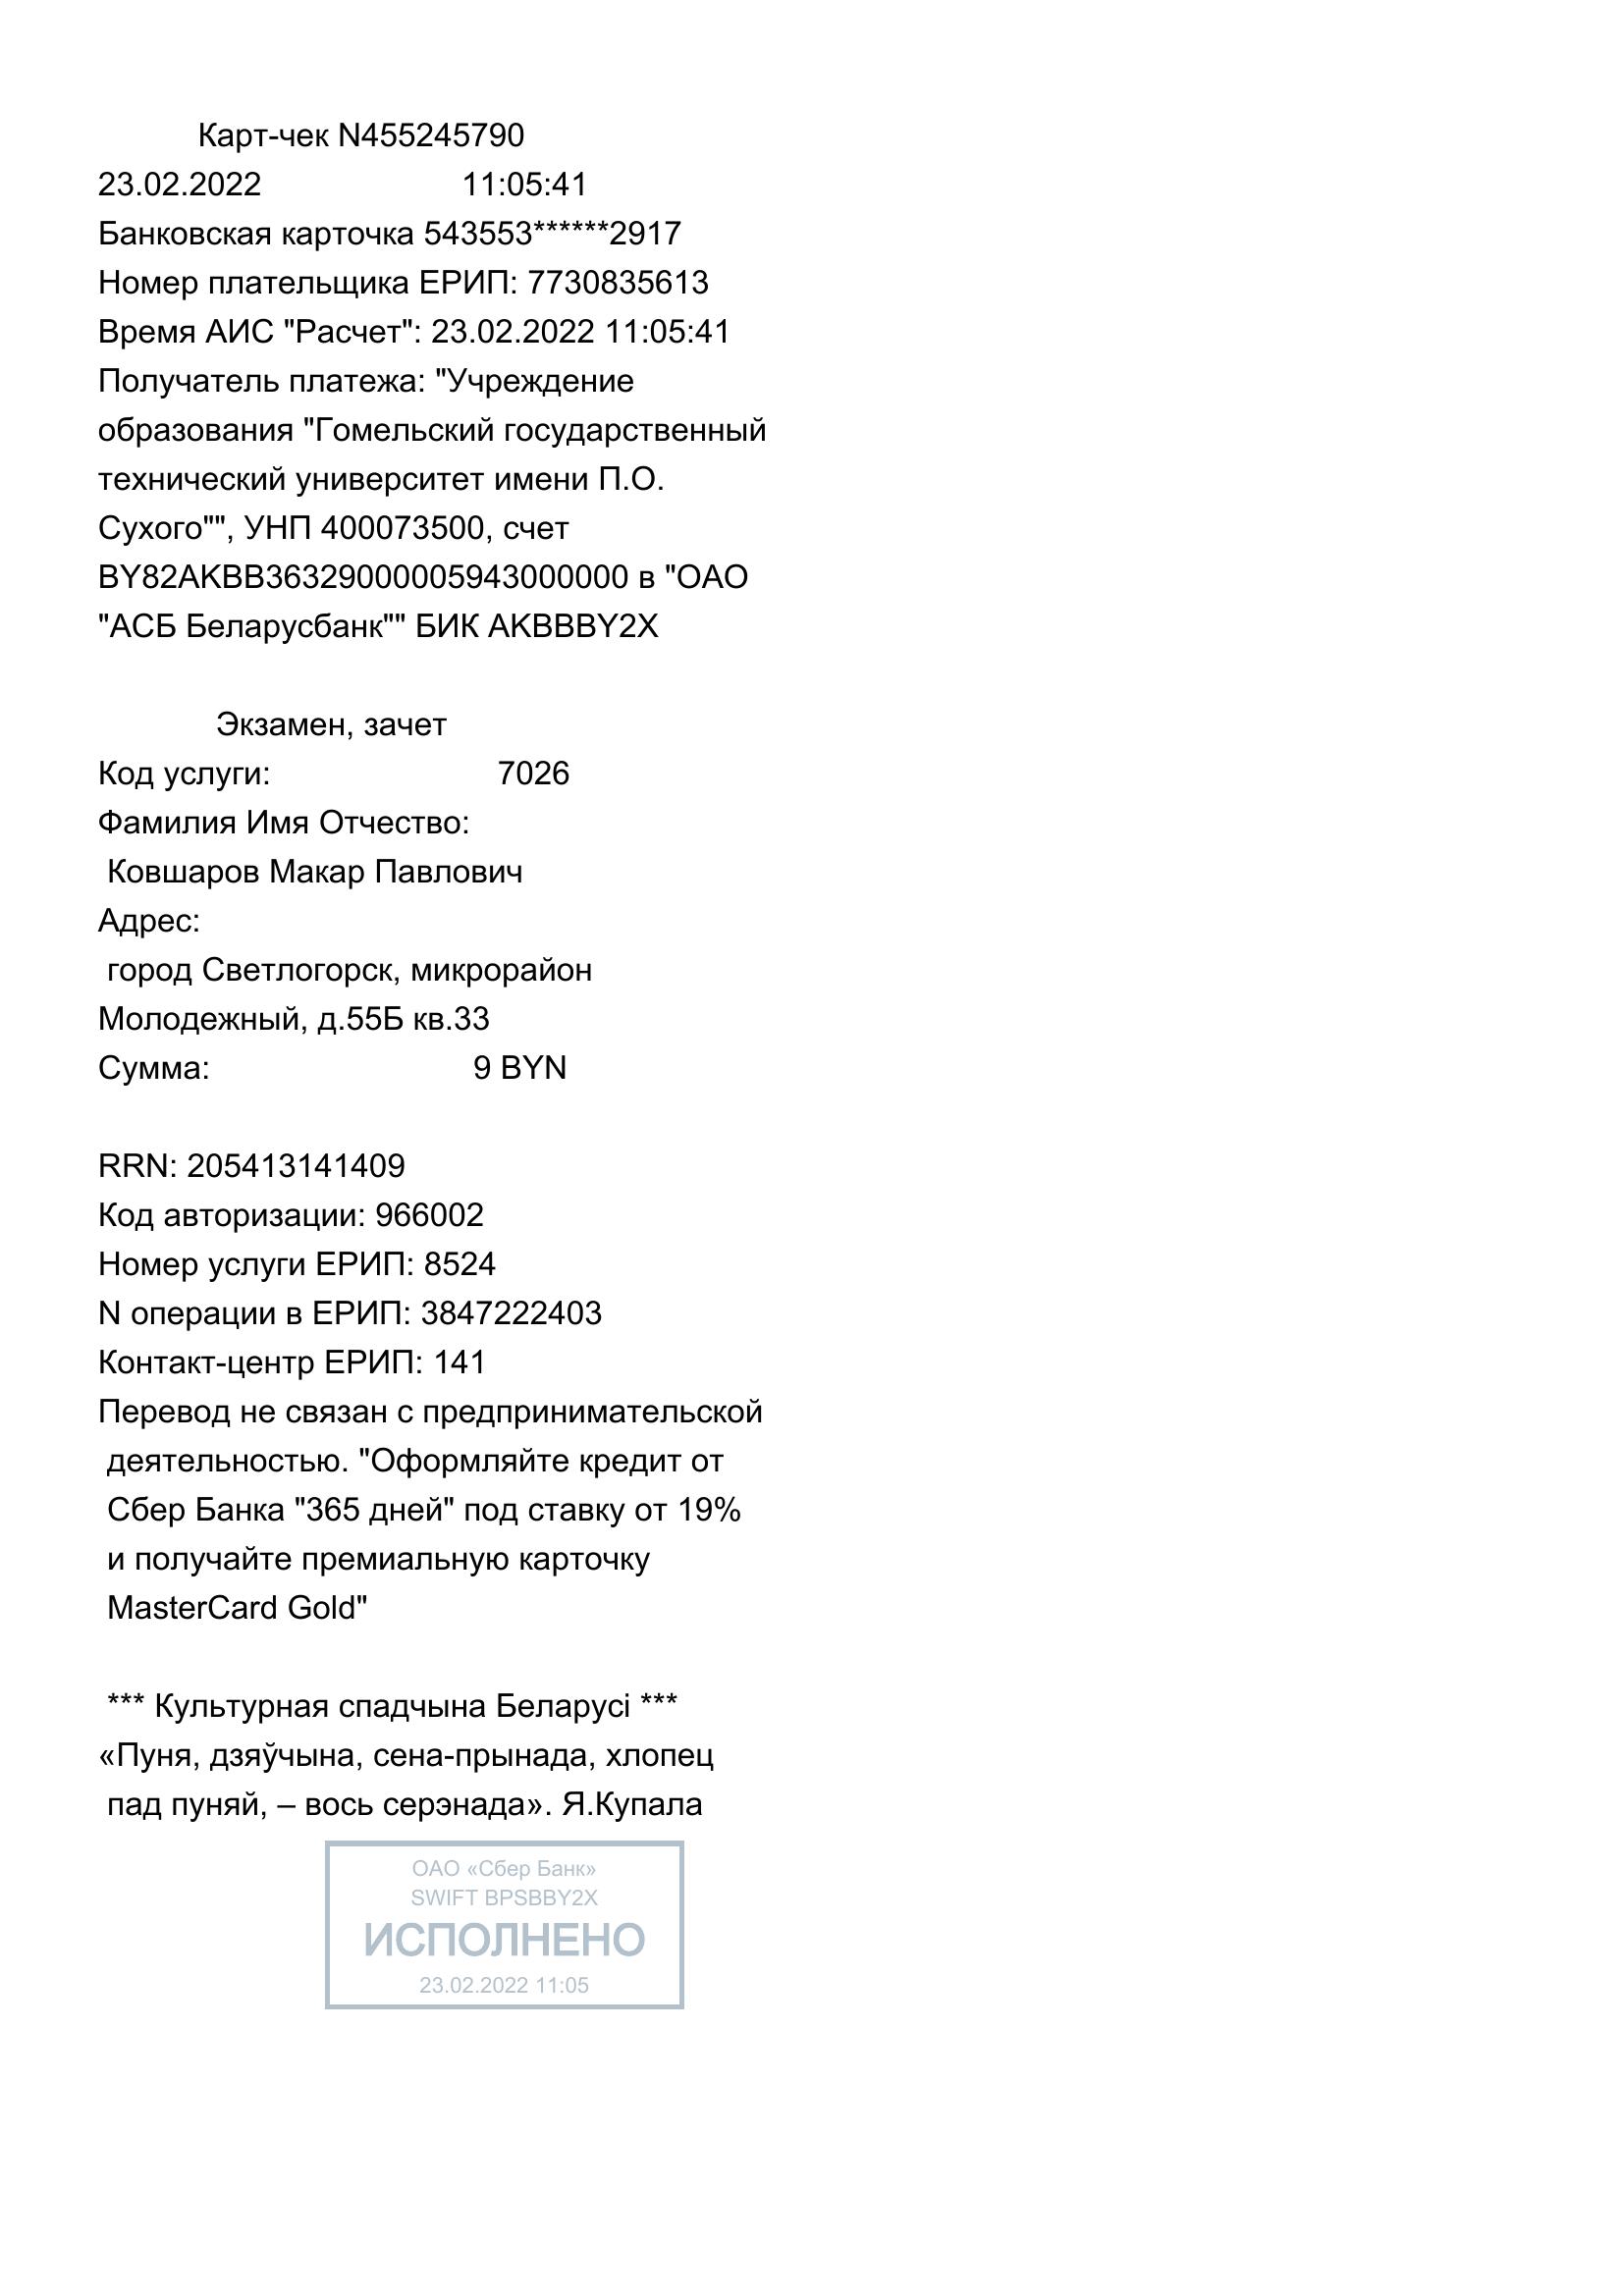 Карт-чек N455245790
23.02.2022 11:05:41
Банковская карточка 543553******2917
Номер плательщика ЕРИП: 7730835613
Время АИС "Расчет": 23.02.2022 11:05:41
Получатель платежа: "Учреждение
образования "Гомельский государственный
технический университет имени П.О.
Сухого"", УНП 400073500, счет
BY82AKBB36329000005943000000 в "ОАО
"АСБ Беларусбанк"" БИК AKBBBY2X
Экзамен, зачет
Код услуги: 7026
Фамилия Имя Отчество:
Ковшаров Макар Павлович
Адрес:
город Светлогорск, микрорайон
Молодежный, д.55Б кв.33
Сумма: 9 BYN
RRN: 205413141409
Код авторизации: 966002
Номер услуги ЕРИП: 8524
N операции в ЕРИП: 3847222403
Контакт-центр ЕРИП: 141
Перевод не связан с предпринимательской
деятельностью. "Оформляйте кредит от
Сбер Банка "365 дней" под ставку от 19%
и получайте премиальную карточку
MasterCard Gold"
*** Культурная спадчына Беларусі ***
«Пуня, дзяўчына, сена-прынада, хлопец
пад пуняй, – вось серэнада». Я.Купала
ОАО «Сбер Банк»
SWIFT BPSBBY2X
ИСПОЛНЕНО
23.02.2022 11:05